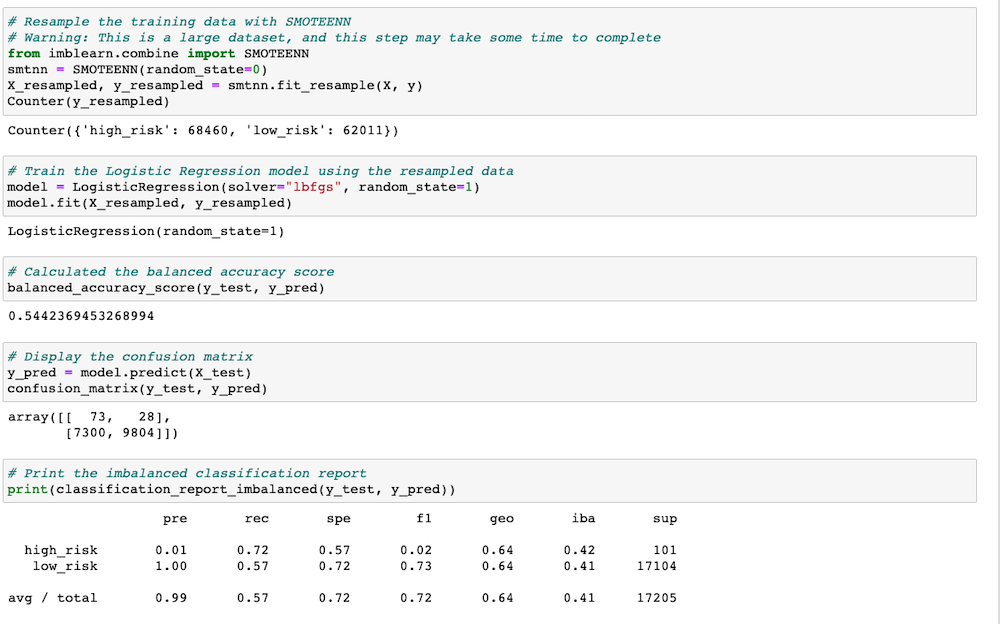 # Resample the training data with SMOTEENN
# Warning: This is a large dataset, and this step may take some time to complete
from imblearn.combine import SMOTEENN
smtnn = SMOTEENN(random_state=0)
X_resampled, y_resampled = smtnn.fit_resample(X, y)
Counter(y_resampled)
Counter({'high_risk': 68460, 'low_risk': 62011})
# Train the Logistic Regression model using the resampled data
model = LogisticRegression(solver="lbfgs", random_state=1)
model.fit(X_resampled, y_resampled)
LogisticRegression(random_state=1)
# Calculated the balanced accuracy score
balanced_accuracy_score(y_test, y_pred)
0.5442369453268994
# Display the confusion matrix
y_pred = model.predict(X_test)
confusion_matrix(y_test, y_pred)
array([[  73,   28],
       [7300, 9804]])
# Print the imbalanced classification report
print(classification_report_imbalanced(y_test, y_pred))
pre rec spe f1 geo iba sup
high_risk 0.01 0.72 0.57 0.02 0.64 0.42 101
low_risk 1.00 0.57 0.72 0.73 0.64 0.41 17104
avg / total 0.99 0.57 0.72 0.72 0.64 0.41 17205